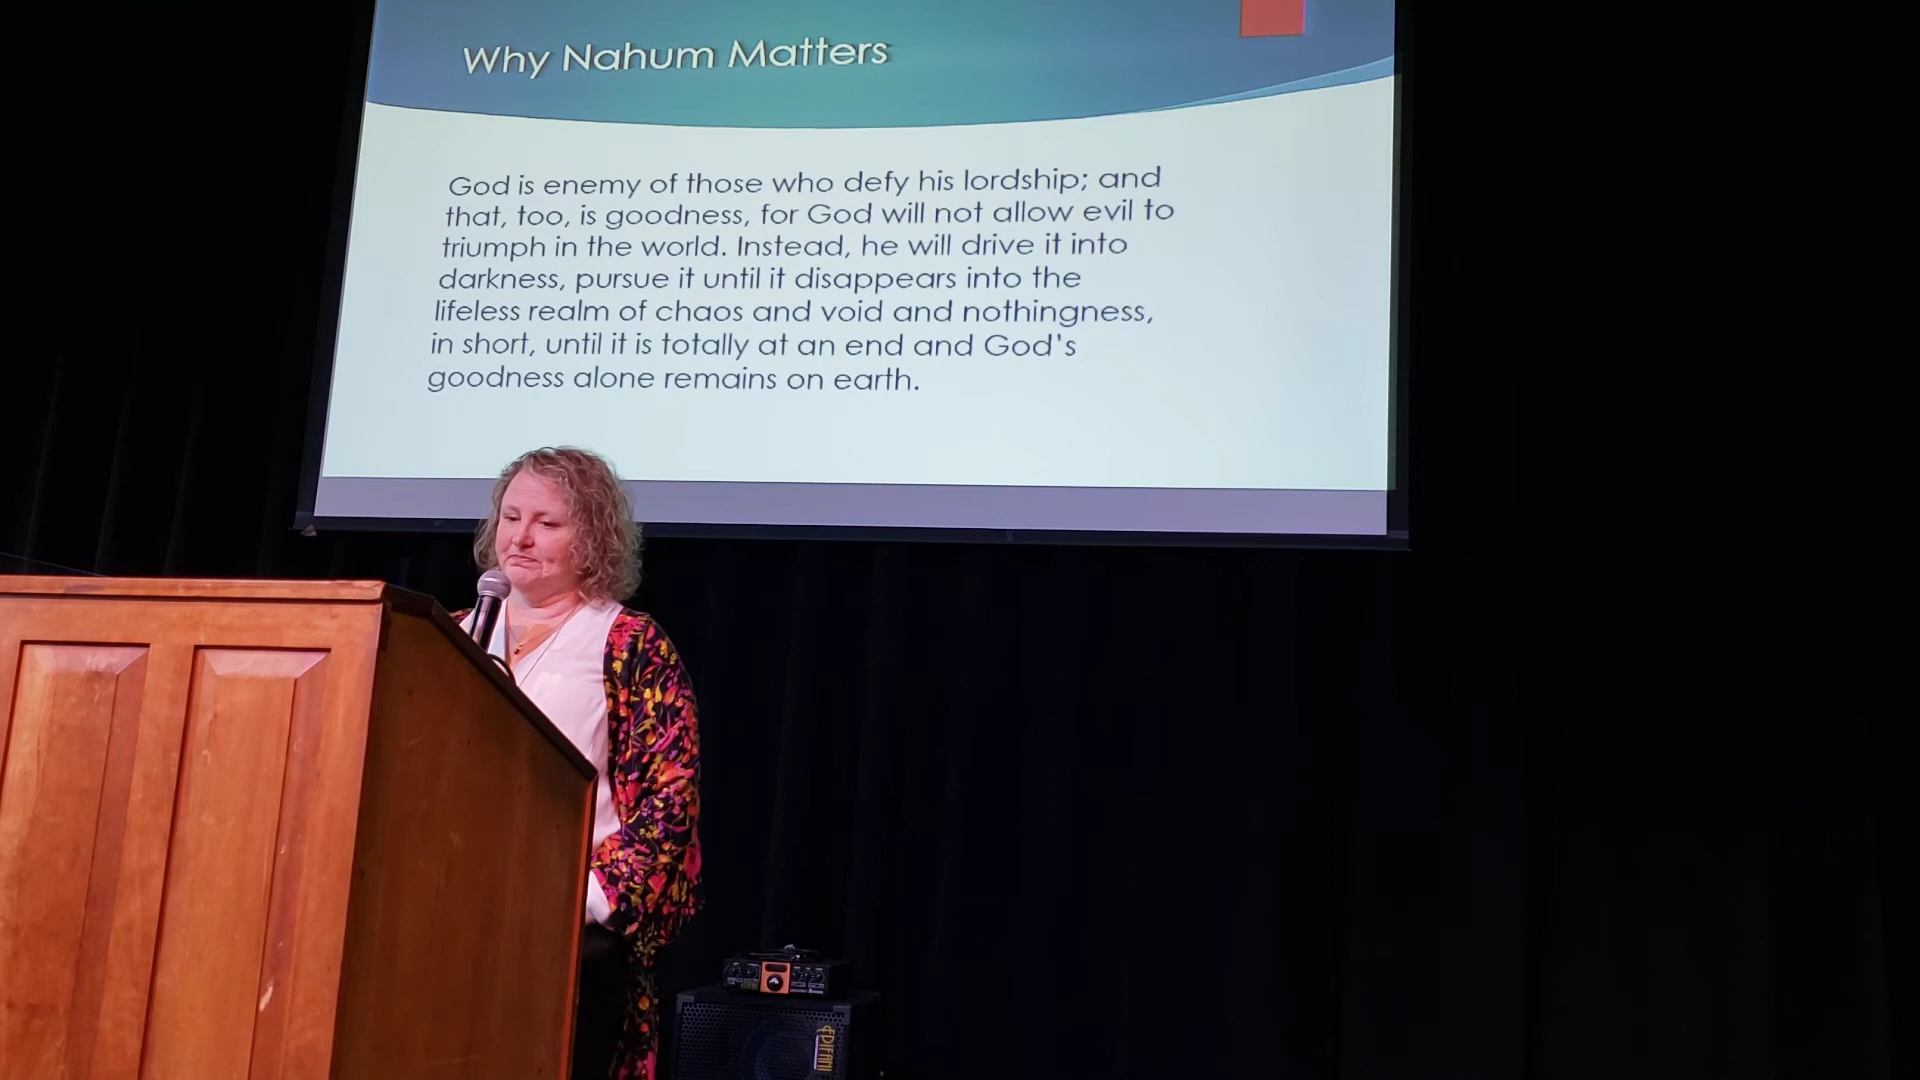 Why Nahum Matters
God is enemy of those who defy his lordship; and
that, too, is goodness, for God will not allow evil to
triumph in the world. Instead, he will drive it into
darkness, pursue it until it disappears into the
lifeless realm of chaos and void and nothingness,
in short, until it is totally at an end and God's
goodness alone remains on earth.
EPIFANI